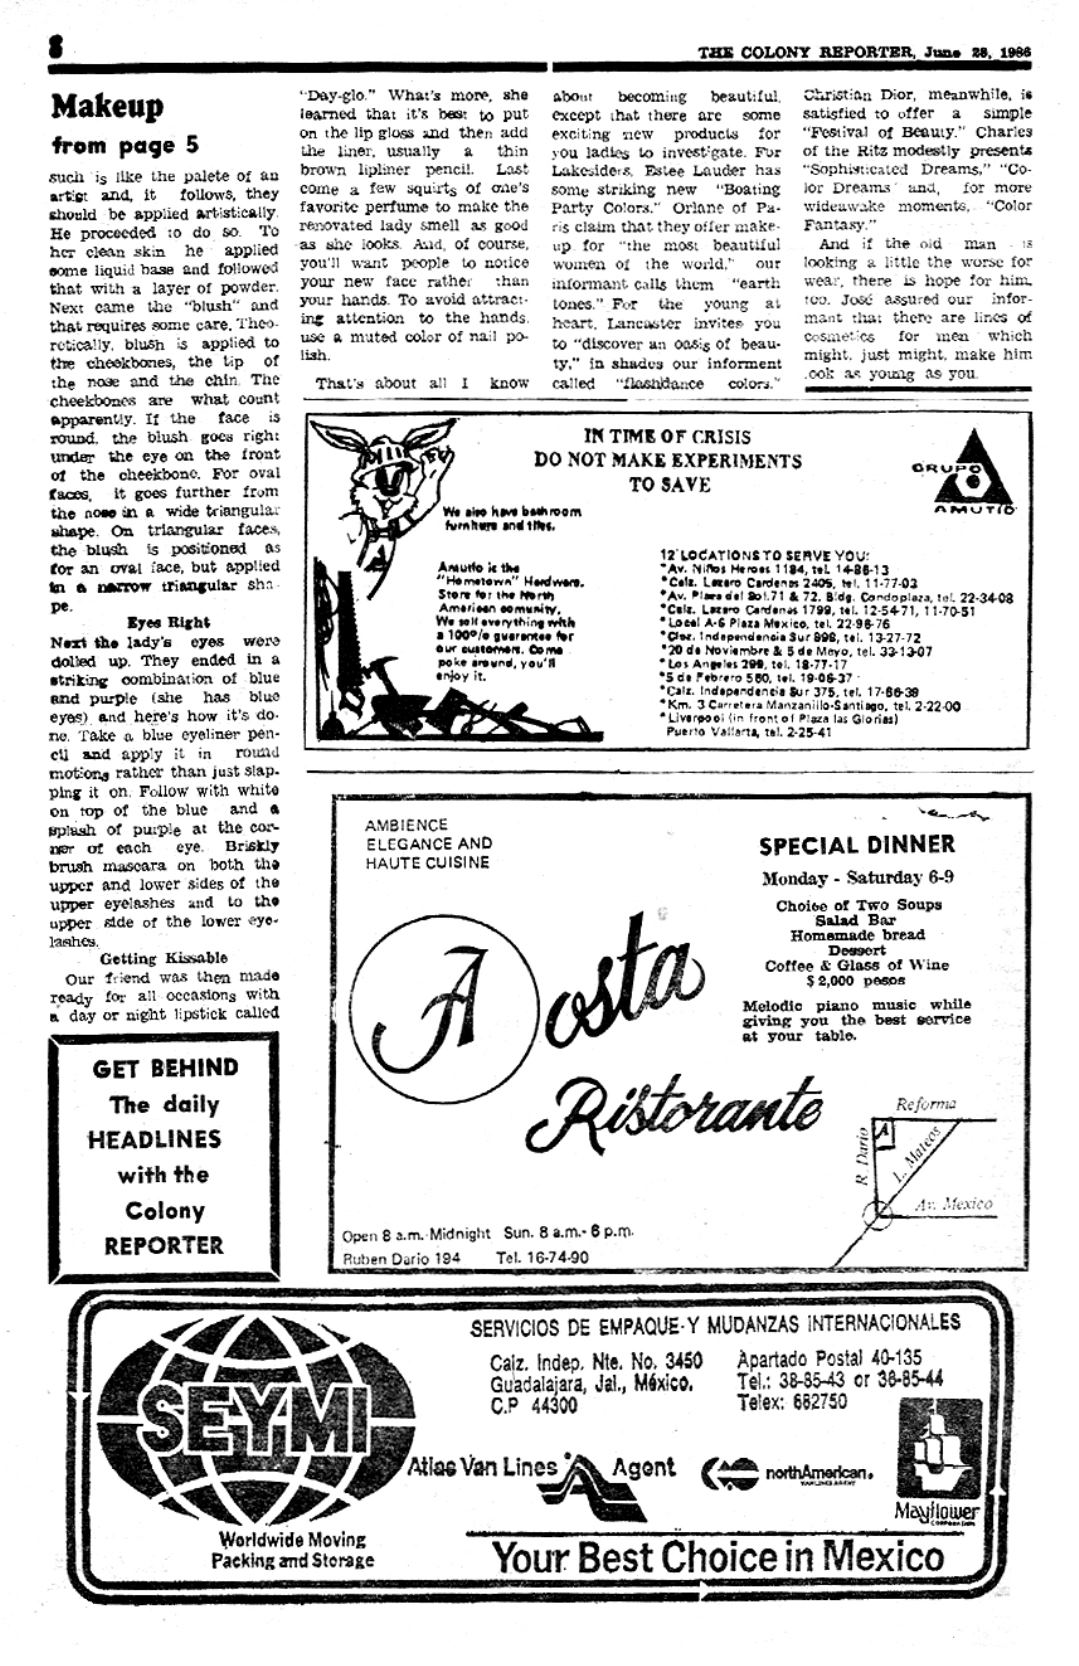 8
THE COLONY REPORTER, June 28, 1986
Makeup
from page 5
such is like the palete of an
artist and, it follows, they
should be applied artistically.
He proceeded to do so. To
her clean skin he applied
some liquid base and followed
that with a layer of powder.
Next came the "blush" and
that requires some care. Theo-
retically, blush is applied to
the cheekbones, the tip of
the nose and the chin. The
cheekbones are what count
apparently. If the face is
round, the blush goes right
under the eye on the front
of the cheekbone. For oval
faces, it goes further from
the nose in a wide triangular
shape. On triangular faces,
the blush is positioned as
for an oval face, but applied
in a narrow triangular sha-
pe.
Eyes Right
Next the lady's eyes were
dolled up. They ended in a
striking combination of blue
and purple (she has blue
eyes) and here's how it's do-
ne. Take a blue eyeliner pen-
cil and apply it in round
motions rather than just slap-
ping it on. Follow with white
on top of the blue and a
splash of purple at the cor-
ner of each eye. Briskly
brush mascara on both the
upper and lower sides of the
upper eyelashes and to the
upper side of the lower eye-
lashes.
Getting Kissable
Our friend was then made
ready for all occasions with
a day or night lipstick called
"Day-glo." What's more, she
learned that it's best to put
on the lip gloss and then add
the liner, usually a thin
brown lipliner pencil. Last
come a few squirts of one's
favorite perfume to make the
renovated lady smell as good
as she looks. And, of course,
you'll want people to notice
your new face rather than
your hands. To avoid attract-
ing attention to the hands,
use a muted color of nail po-
lish.
That's about all I know
about becoming beautiful,
except that there are some
exciting new products for
you ladies to investigate. For
Lakesiders, Estee Lauder has
some striking new "Boating
Party Colors." Orlane of Pa-
ris claim that they offer make-
up for "the most beautiful
women of the world," our
informant calls them "earth
tones." For the young at
heart, Lancaster invites you
to "discover an oasis of beau-
ty," in shades our informent
called "flashdance colors."
Christian Dior, meanwhile, is
satisfied to offer a simple
"Festival of Beauty." Charles
of the Ritz modestly presents
"Sophisticated Dreams," "Co-
lor Dreams" and, for more
wideawake moments, "Color
Fantasy."
And if the old man is
looking a little the worse for
wear, there is hope for him,
too. José assured our infor-
mant that there are lines of
cosmetics for men which
might, just might, make him
look as young as you.
IN TIME OF CRISIS
DO NOT MAKE EXPERIMENTS
TO SAVE
GRUPO
AMUTIO
We also have bathroom
furniture and tiles.
Amutio is the
"Hometown" Hardware.
Store for the North
American comunity.
We sell everything with
a 100% guarantee for
our customers. Come
poke around, you'll
enjoy it.
12 LOCATIONS TO SERVE YOU:
*Av. Niños Heroes 1184, tel. 14-86-13
*Calz. Lazaro Cardenas 2405, tel. 11-77-03
*Av. Plaza del Sol.71 & 72. Bldg. Condoplaza, tel. 22-34-08
*Calz. Lazaro Cardenas 1799, tel. 12-54-71, 11-70-51
*Local A-6 Plaza Mexico, tel. 22-96-76
*Clez. Independencia Sur 896, tel. 13-27-72
*20 de Noviembre & 5 de Mayo, tel. 33-13-07
*Los Angeles 299, tel. 18-77-17
*5 de Febrero 560, tel. 19-06-37
*Calz. Independencia Sur 375, tel. 17-66-39
*Km. 3 Carretera Manzanillo-Santiago, tel. 2-22-00
*Liverpool (in front of Plaza las Glorias)
Puerto Vallarta, tel. 2-25-41
AMBIENCE
ELEGANCE AND
HAUTE CUISINE
Aosta
Ristorante
SPECIAL DINNER
Monday - Saturday 6-9
Choice of Two Soups
Salad Bar
Homemade bread
Dessert
Coffee & Glass of Wine
$ 2,000 pesos
Melodic piano music while
giving you the best service
at your table.
Reforma
A
R. Dario
L. Mateos
Av. Mexico
Open 8 a.m. - Midnight Sun. 8 a.m.- 6 p.m.
Ruben Dario 194 Tel. 16-74-90
GET BEHIND
The daily
HEADLINES
with the
Colony
REPORTER
SEYMI
Worldwide Moving
Packing and Storage
SERVICIOS DE EMPAQUE Y MUDANZAS INTERNACIONALES
Calz. Indep. Nte. No. 3450
Guadalajara, Jal., México.
C.P 44300
Apartado Postal 40-135
Tel.: 38-85-43 or 38-85-44
Telex: 682750
Atlas Van Lines Agent
northAmerican.
VAN LINES AGENT
Mayflower
CORPORATION
Your Best Choice in Mexico